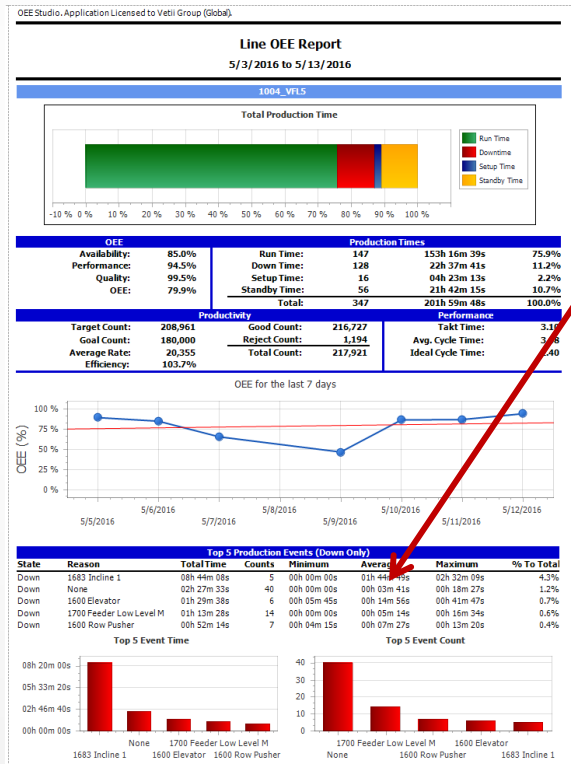 OEE Studio. Application Licensed to Vetii Group (Global).
Line OEE Report
5/3/2016 to 5/13/2016
1004_VFL5
Total Production Time
Run Time
Downtime
Setup Time
Standby Time
-10 % 0 % 10 % 20 % 30 % 40 % 50 % 60 % 70 % 80 % 90 % 100 %
OEE Production Times
Availability: 85.0% Run Time: 147 153h 16m 39s 75.9%
Performance: 94.5% Down Time: 128 22h 37m 41s 11.2%
Quality: 99.5% Setup Time: 16 04h 23m 13s 2.2%
OEE: 79.9% Standby Time: 56 21h 42m 15s 10.7%
Total: 347 201h 59m 48s 100.0%
Productivity Performance
Target Count: 208,961 Good Count: 216,727 Takt Time:
Goal Count: 180,000 Reject Count: 1,194 Avg. Cycle Time:
Average Rate: 20,355 Total Count: 217,921 Ideal Cycle Time:
Efficiency: 103.7%
OEE for the last 7 days
OEE (%)
100 %
75 %
50 %
25 %
0 %
5/6/2016 5/8/2016 5/10/2016 5/12/2016
5/5/2016 5/7/2016 5/9/2016 5/11/2016
Top 5 Production Events (Down Only)
State Reason Total Time Counts Minimum Average Maximum % To Total
Down 1683 Incline 1 08h 44m 08s 5 00h 00m 00s 01h 44m 49s 02h 32m 09s 4.3%
Down None 02h 27m 33s 40 00h 00m 00s 00h 03m 41s 00h 18m 27s 1.2%
Down 1600 Elevator 01h 29m 38s 6 00h 05m 45s 00h 14m 56s 00h 41m 47s 0.7%
Down 1700 Feeder Low Level M 01h 13m 28s 14 00h 00m 00s 00h 05m 14s 00h 16m 34s 0.6%
Down 1600 Row Pusher 00h 52m 14s 7 00h 04m 15s 00h 07m 27s 00h 13m 20s 0.4%
Top 5 Event Time Top 5 Event Count
08h 20m 00s
05h 33m 20s
02h 46m 40s
00h 00m 00s
None 1700 Feeder Low Level M
1683 Incline 1 1600 Elevator 1600 Row Pusher
40
30
20
10
0
1700 Feeder Low Level M 1600 Elevator
None 1600 Row Pusher 1683 Incline 1